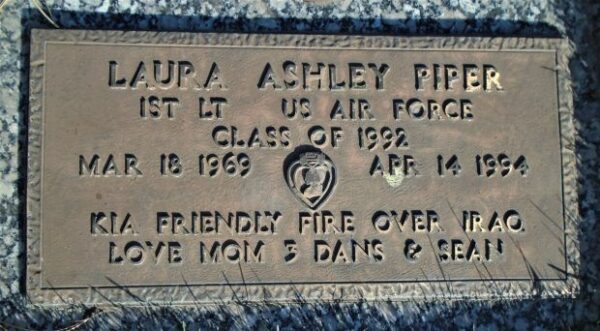 LAURA ASHLEY PIPER
1ST LT US AIR FORCE
CLASS OF 1992
MAR 18 1969 APR 14 1994
KIA FRIENDLY FIRE OVER IRAQ
LOVE MOM 3 DANS & SEAN